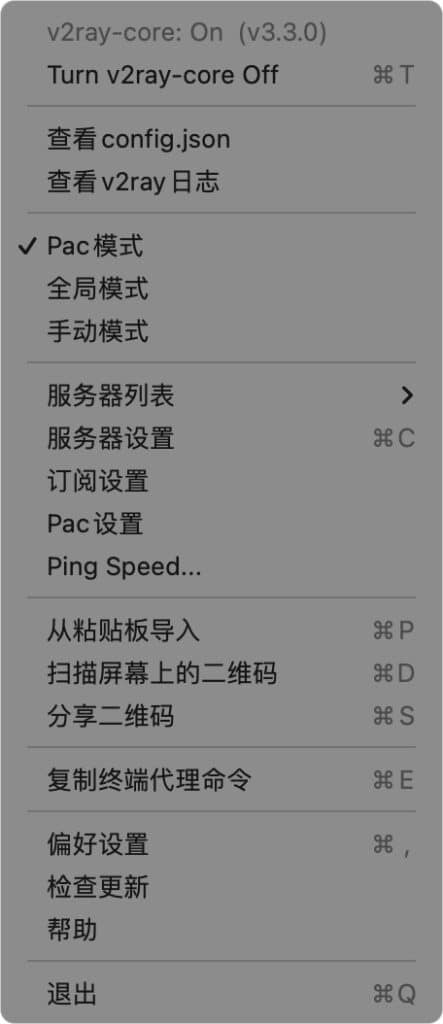 v2ray-core: On (v3.3.0)
Turn v2ray-core Off ⌘T
查看config.json
查看v2ray日志
✓ Pac模式
全局模式
手动模式
服务器列表 >
服务器设置 ⌘C
订阅设置
Pac设置
Ping Speed...
从粘贴板导入 ⌘P
扫描屏幕上的二维码 ⌘D
分享二维码 ⌘S
复制终端代理命令 ⌘E
偏好设置 ⌘,
检查更新
帮助
退出 ⌘Q